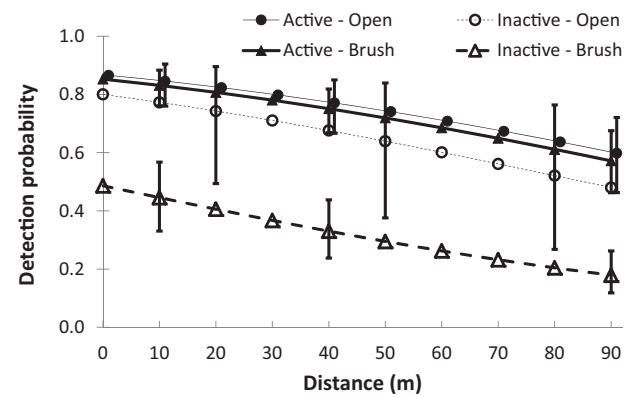 Active - Open Inactive - Open
Active - Brush Inactive - Brush
1.0
0.8
0.6
0.4
0.2
0.0
Detection probability
0 10 20 30 40 50 60 70 80 90
Distance (m)